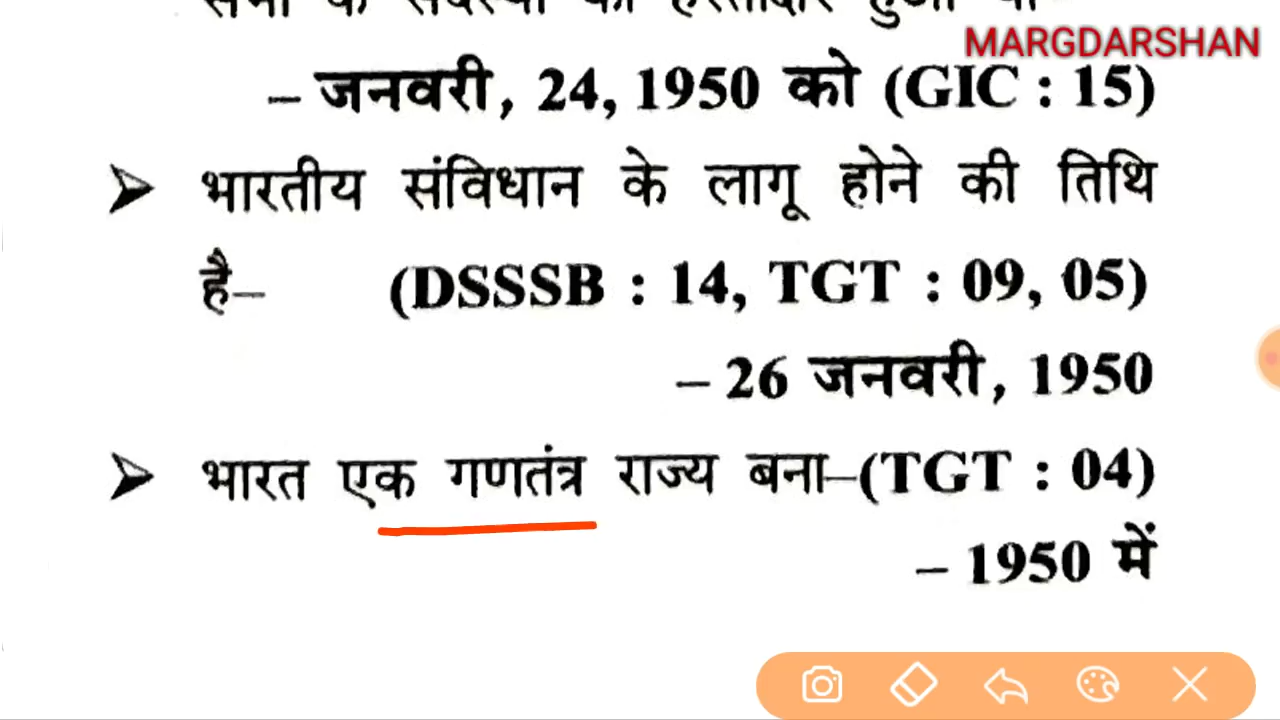 MARGDARSHAN
– जनवरी, 24, 1950 को (GIC : 15)
➢ भारतीय संविधान के लागू होने की तिथि
है– (DSSSB : 14, TGT : 09, 05)
– 26 जनवरी, 1950
➢ भारत एक गणतंत्र राज्य बना–(TGT : 04)
– 1950 में